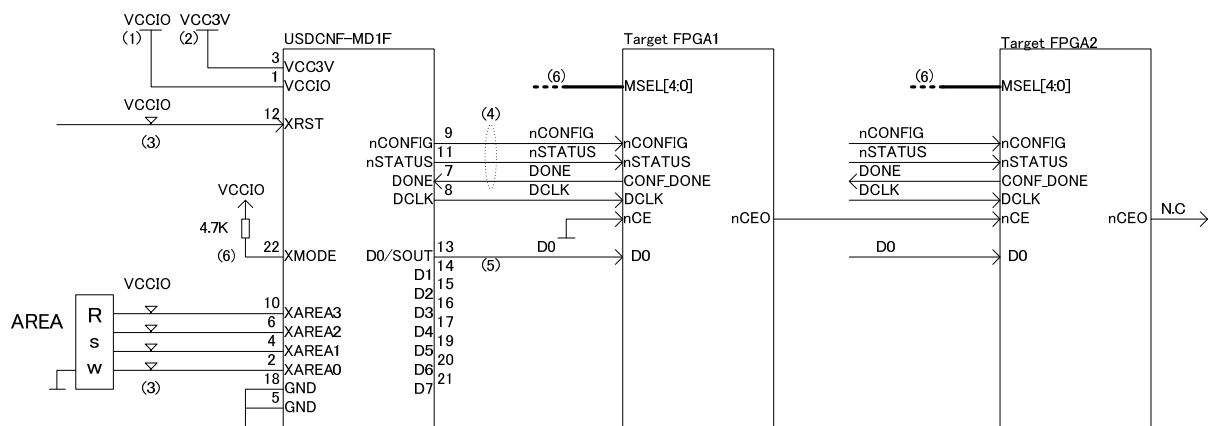 VCCIO VCC3V
(1) (2)
USDCNF-MD1F
Target FPGA1
Target FPGA2
3 VCC3V
1 VCCIO
(6) MSEL[4:0]
(6) MSEL[4:0]
VCCIO
12 XRST
(3)
(4)
nCONFIG 9 nCONFIG nCONFIG
nSTATUS 11 nSTATUS nSTATUS
DONE 7 DONE CONF_DONE
DCLK 8 DCLK DCLK
nCE nCEO
nCONFIG nCONFIG
nSTATUS nSTATUS
DONE CONF_DONE
DCLK DCLK
nCE nCEO N.C
VCCIO
4.7K
(6) 22 XMODE
D0/SOUT 13 D0 D0
(5)
D0 D0
D1 14
D2 15
D3 16
D4 17
D5 19
D6 20
D7 21
VCCIO
AREA
R
s
w
10 XAREA3
6 XAREA2
4 XAREA1
2 XAREA0
(3)
18 GND
5 GND